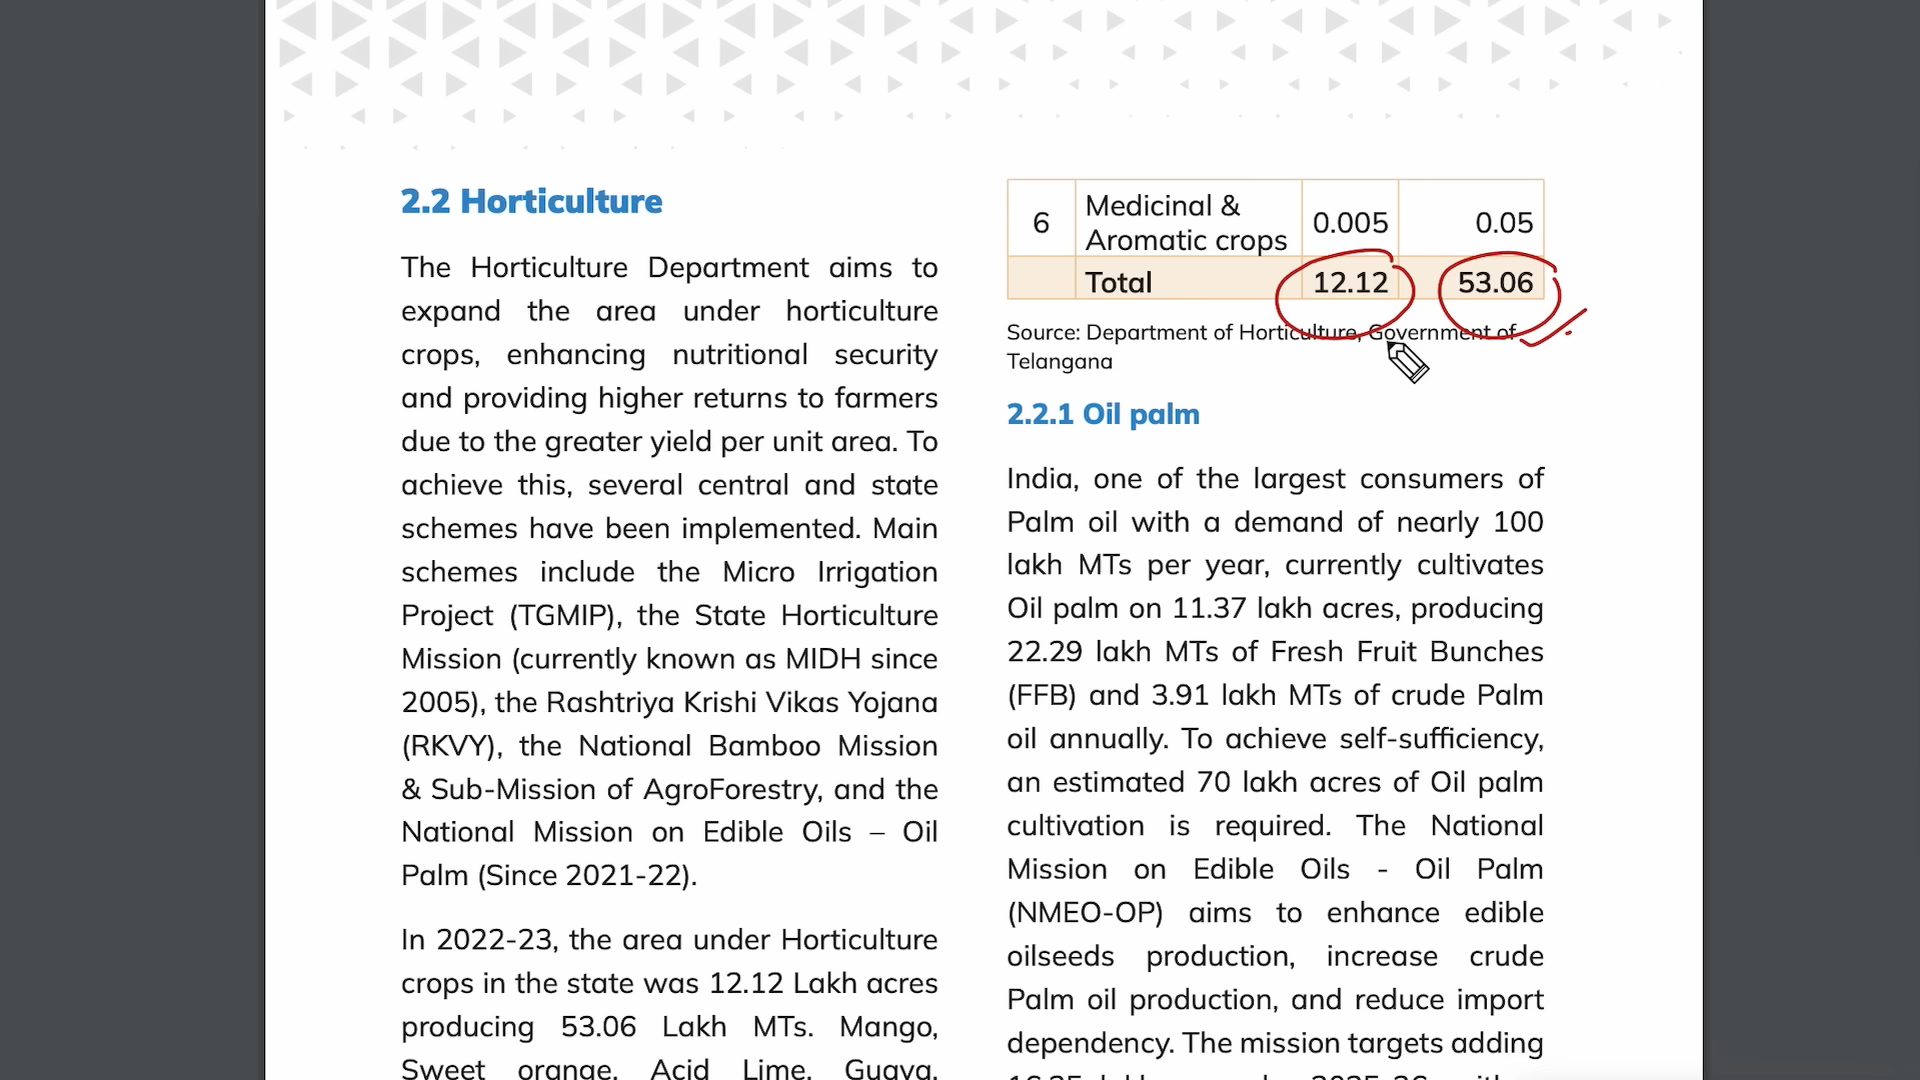 2.2 Horticulture
The Horticulture Department aims to
expand the area under horticulture
crops, enhancing nutritional security
and providing higher returns to farmers
due to the greater yield per unit area. To
achieve this, several central and state
schemes have been implemented. Main
schemes include the Micro Irrigation
Project (TGMIP), the State Horticulture
Mission (currently known as MIDH since
2005), the Rashtriya Krishi Vikas Yojana
(RKVY), the National Bamboo Mission
& Sub-Mission of AgroForestry, and the
National Mission on Edible Oils – Oil
Palm (Since 2021-22).
In 2022-23, the area under Horticulture
crops in the state was 12.12 Lakh acres
producing 53.06 Lakh MTs. Mango,
Sweet orange, Acid Lime, Guava,
6 Medicinal & Aromatic crops 0.005 0.05
Total 12.12 53.06
Source: Department of Horticulture, Government of
Telangana
2.2.1 Oil palm
India, one of the largest consumers of
Palm oil with a demand of nearly 100
lakh MTs per year, currently cultivates
Oil palm on 11.37 lakh acres, producing
22.29 lakh MTs of Fresh Fruit Bunches
(FFB) and 3.91 lakh MTs of crude Palm
oil annually. To achieve self-sufficiency,
an estimated 70 lakh acres of Oil palm
cultivation is required. The National
Mission on Edible Oils - Oil Palm
(NMEO-OP) aims to enhance edible
oilseeds production, increase crude
Palm oil production, and reduce import
dependency. The mission targets adding